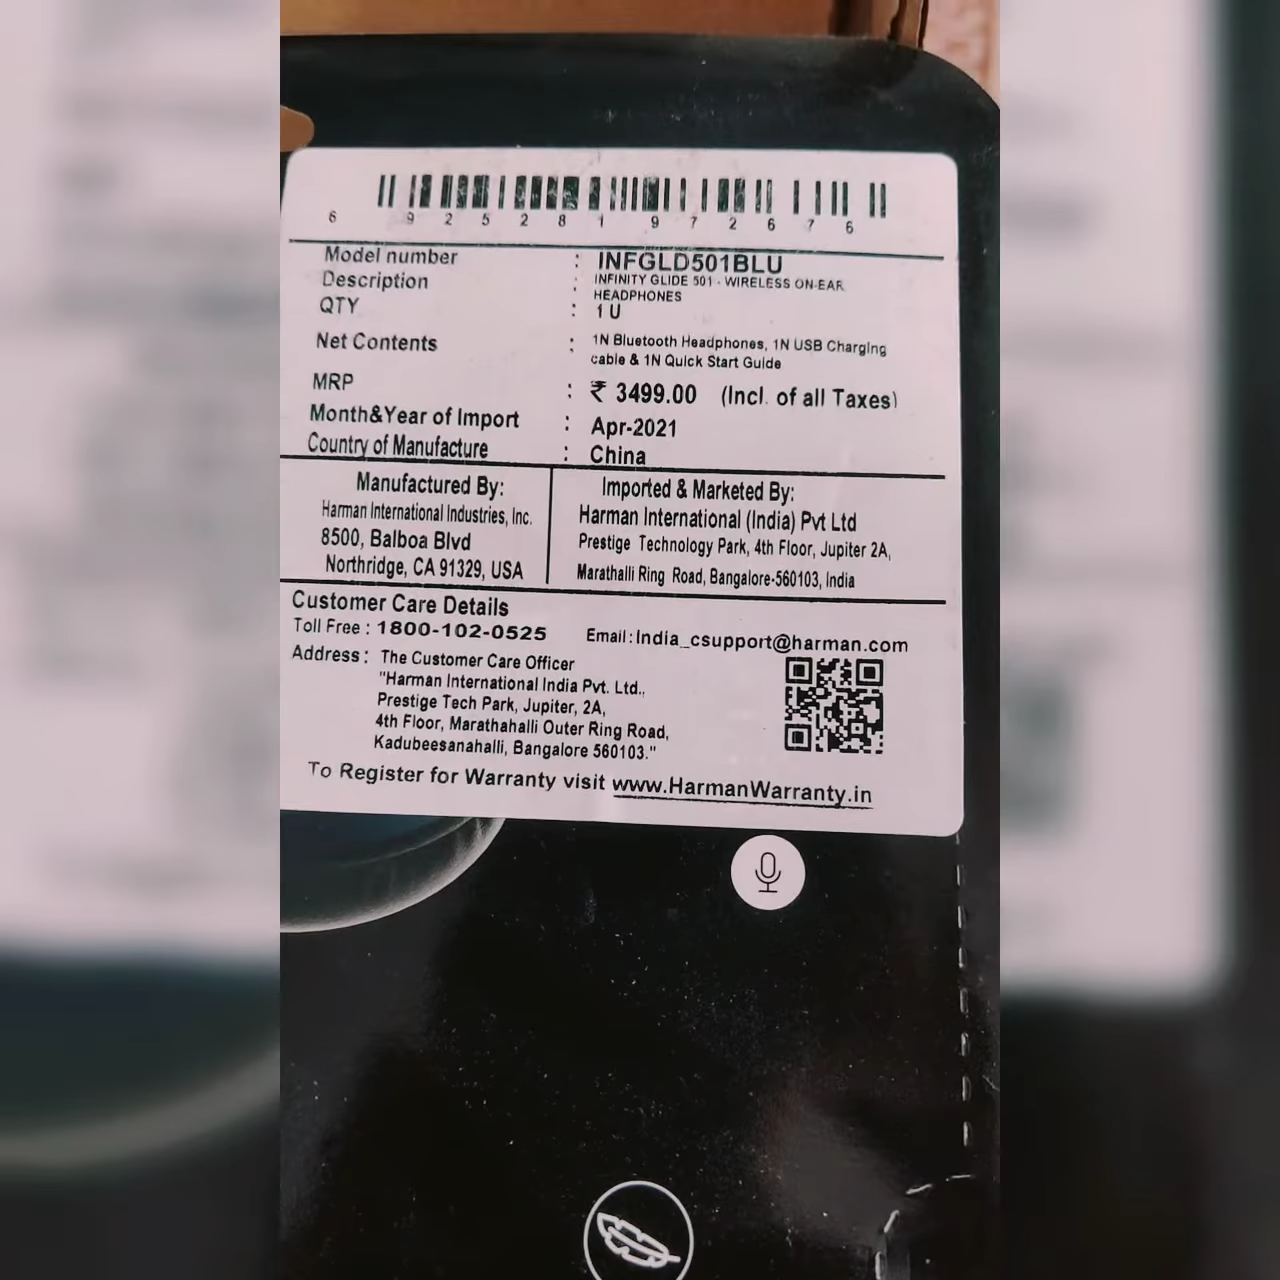 6 925281 972676
Model number : INFGLD501BLU
Description : INFINITY GLIDE 501 - WIRELESS ON-EAR
HEADPHONES
QTY : 1 U
Net Contents : 1N Bluetooth Headphones, 1N USB Charging
cable & 1N Quick Start Guide
MRP : ₹ 3499.00 (Incl. of all Taxes)
Month&Year of Import : Apr-2021
Country of Manufacture : China
Manufactured By:
Harman International Industries, Inc.
8500, Balboa Blvd
Northridge, CA 91329, USA
Imported & Marketed By:
Harman International (India) Pvt Ltd
Prestige Technology Park, 4th Floor, Jupiter 2A,
Marathalli Ring Road, Bangalore-560103, India
Customer Care Details
Toll Free : 1800-102-0525 Email : India_csupport@harman.com
Address : The Customer Care Officer
"Harman International India Pvt. Ltd.,
Prestige Tech Park, Jupiter, 2A,
4th Floor, Marathahalli Outer Ring Road,
Kadubeesanahalli, Bangalore 560103."
To Register for Warranty visit www.HarmanWarranty.in